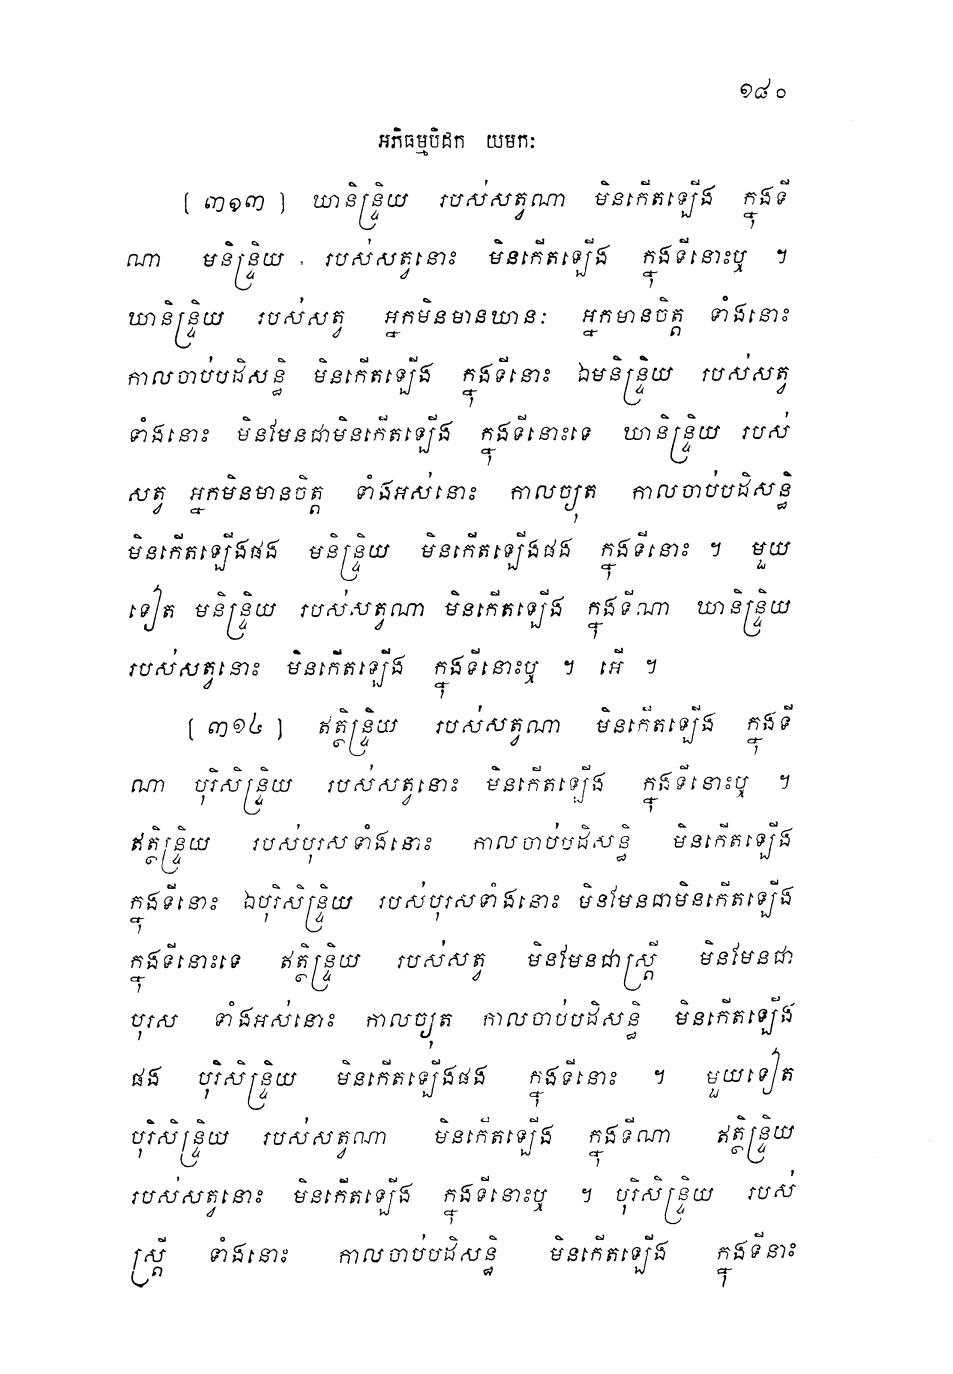 ១៨០
អភិធម្មបិដក យមកៈ
[ ៣១៣ ] ឃានិន្ទ្រិយ របស់សត្វណា មិនកើតឡើង ក្នុងទី
ណា មនិន្ទ្រិយ របស់សត្វនោះ មិនកើតឡើង ក្នុងទីនោះឬ ។
ឃានិន្ទ្រិយ របស់សត្វ អ្នកមិនមានឃានៈ អ្នកមានចិត្ត ទាំងនោះ
កាលចាប់បដិសន្ធិ មិនកើតឡើង ក្នុងទីនោះ ឯមនិន្ទ្រិយ របស់សត្វ
ទាំងនោះ មិនមែនជាមិនកើតឡើង ក្នុងទីនោះទេ ឃានិន្ទ្រិយ របស់
សត្វ អ្នកមិនមានចិត្ត ទាំងអស់នោះ កាលច្យុត កាលចាប់បដិសន្ធិ
មិនកើតឡើងផង មនិន្ទ្រិយ មិនកើតឡើងផង ក្នុងទីនោះ ។ មួយ
ទៀត មនិន្ទ្រិយ របស់សត្វណា មិនកើតឡើង ក្នុងទីណា ឃានិន្ទ្រិយ
របស់សត្វនោះ មិនកើតឡើង ក្នុងទីនោះឬ ។ អើ ។
[ ៣១៤ ] ឥត្ថិន្ទ្រិយ របស់សត្វណា មិនកើតឡើង ក្នុងទី
ណា បុរិសិន្ទ្រិយ របស់សត្វនោះ មិនកើតឡើង ក្នុងទីនោះឬ ។
ឥត្ថិន្ទ្រិយ របស់បុរសទាំងនោះ កាលចាប់បដិសន្ធិ មិនកើតឡើង
ក្នុងទីនោះ ឯបុរិសិន្ទ្រិយ របស់បុរសទាំងនោះ មិនមែនជាមិនកើតឡើង
ក្នុងទីនោះទេ ឥត្ថិន្ទ្រិយ របស់សត្វ មិនមែនជាស្ត្រី មិនមែនជា
បុរស ទាំងអស់នោះ កាលច្យុត កាលចាប់បដិសន្ធិ មិនកើតឡើង
ផង បុរិសិន្ទ្រិយ មិនកើតឡើងផង ក្នុងទីនោះ ។ មួយទៀត
បុរិសិន្ទ្រិយ របស់សត្វណា មិនកើតឡើង ក្នុងទីណា ឥត្ថិន្ទ្រិយ
របស់សត្វនោះ មិនកើតឡើង ក្នុងទីនោះឬ ។ បុរិសិន្ទ្រិយ របស់
ស្ត្រី ទាំងនោះ កាលចាប់បដិសន្ធិ មិនកើតឡើង ក្នុងទីនាះ